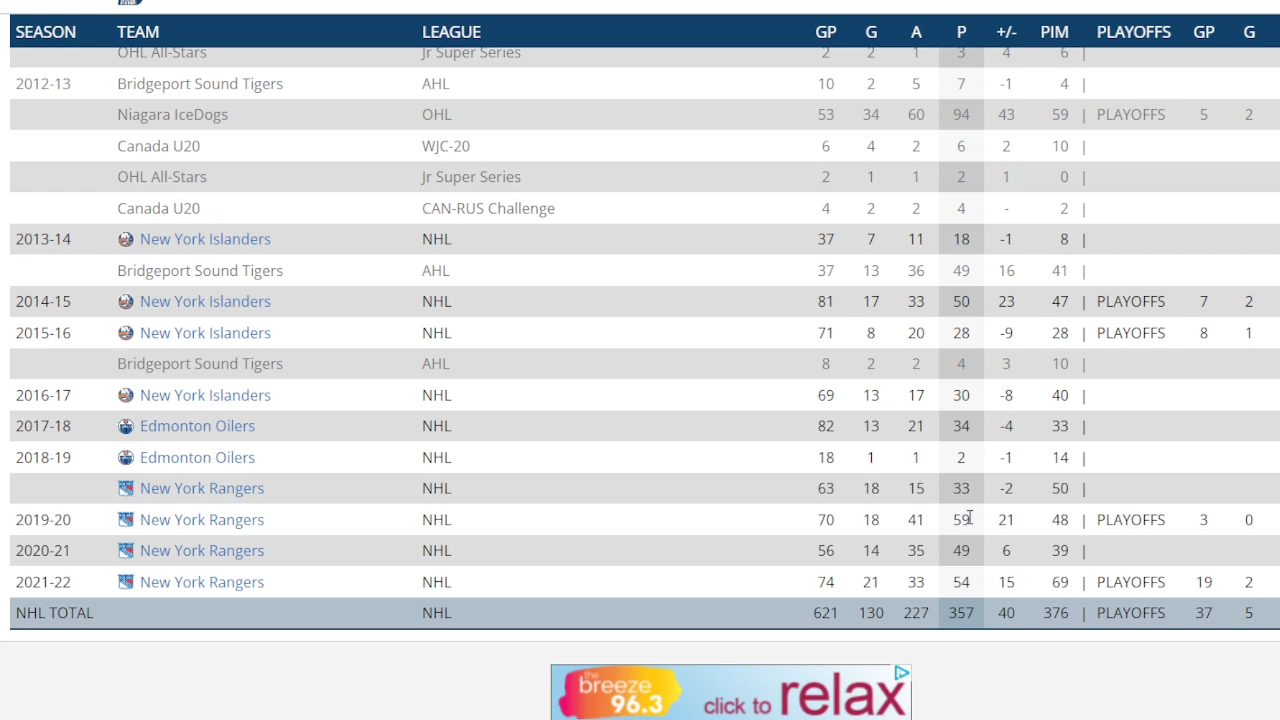 SEASON TEAM LEAGUE GP G A P +/- PIM PLAYOFFS GP G
OHL All-Stars Jr Super Series 2 2 1 3 4 6 |
2012-13 Bridgeport Sound Tigers AHL 10 2 5 7 -1 4 |
Niagara IceDogs OHL 53 34 60 94 43 59 | PLAYOFFS 5 2
Canada U20 WJC-20 6 4 2 6 2 10 |
OHL All-Stars Jr Super Series 2 1 1 2 1 0 |
Canada U20 CAN-RUS Challenge 4 2 2 4 - 2 |
2013-14 New York Islanders NHL 37 7 11 18 -1 8 |
Bridgeport Sound Tigers AHL 37 13 36 49 16 41 |
2014-15 New York Islanders NHL 81 17 33 50 23 47 | PLAYOFFS 7 2
2015-16 New York Islanders NHL 71 8 20 28 -9 28 | PLAYOFFS 8 1
Bridgeport Sound Tigers AHL 8 2 2 4 3 10 |
2016-17 New York Islanders NHL 69 13 17 30 -8 40 |
2017-18 Edmonton Oilers NHL 82 13 21 34 -4 33 |
2018-19 Edmonton Oilers NHL 18 1 1 2 -1 14 |
New York Rangers NHL 63 18 15 33 -2 50 |
2019-20 New York Rangers NHL 70 18 41 59 21 48 | PLAYOFFS 3 0
2020-21 New York Rangers NHL 56 14 35 49 6 39 |
2021-22 New York Rangers NHL 74 21 33 54 15 69 | PLAYOFFS 19 2
NHL TOTAL NHL 621 130 227 357 40 376 | PLAYOFFS 37 5
the
breeze
96.3
click to relax